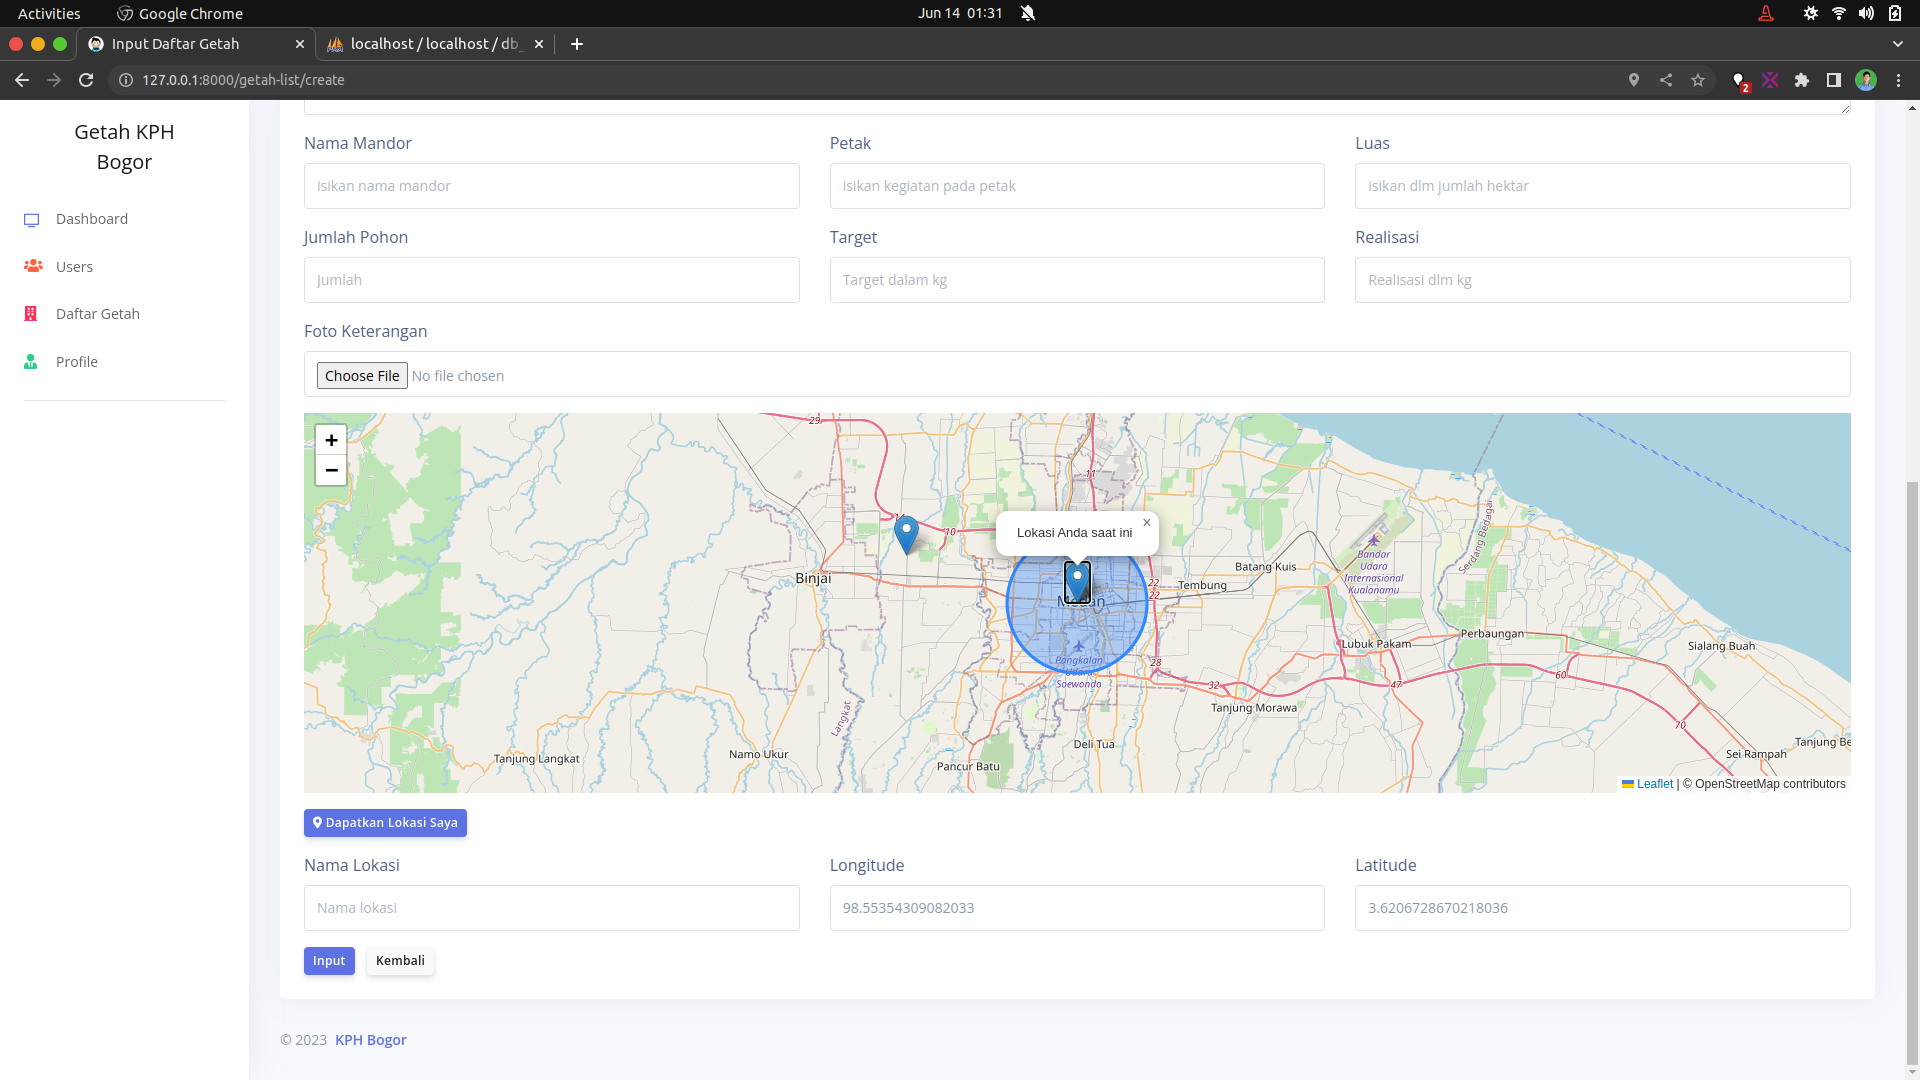 Activities
Google Chrome
Jun 14 01:31
Input Daftar Getah
localhost / localhost / db_
127.0.0.1:8000/getah-list/create
2
Getah KPH
Bogor
Dashboard
Users
Daftar Getah
Profile
Nama Mandor
Petak
Luas
isikan nama mandor
isikan kegiatan pada petak
isikan dlm jumlah hektar
Jumlah Pohon
Target
Realisasi
Jumlah
Target dalam kg
Realisasi dlm kg
Foto Keterangan
Choose File No file chosen
+
−
29
11
14
10
Lokasi Anda saat ini
×
Binjai
Medan
22
22
Tembung
Batang Kuis
Bandar
Udara
Internasional
Kualanamu
Serdang Bedagai
Pangkalan
Udara
Soewondo
28
32
47
60
70
Lubuk Pakam
Perbaungan
Sialang Buah
Tanjung Morawa
Langkat
Deli Tua
Namo Ukur
Tanjung Langkat
Pancur Batu
Sei Rampah
Tanjung Be
Leaflet | © OpenStreetMap contributors
Dapatkan Lokasi Saya
Nama Lokasi
Longitude
Latitude
Nama lokasi
98.55354309082033
3.6206728670218036
Input
Kembali
© 2023 KPH Bogor